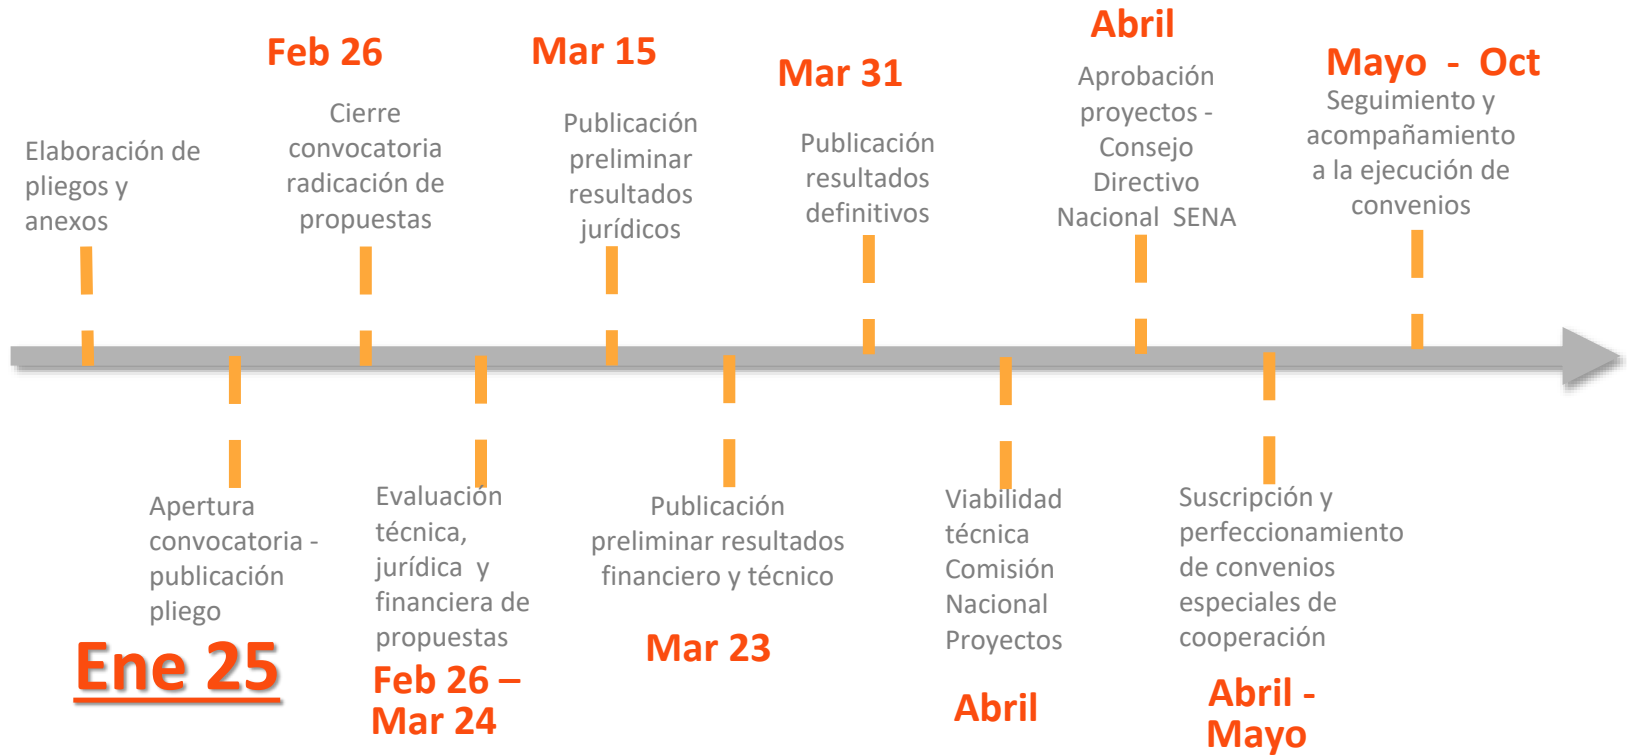 Elaboración de
pliegos y
anexos
Ene 25
Apertura
convocatoria -
publicación
pliego
Feb 26
Cierre
convocatoria
radicación de
propuestas
Evaluación
técnica,
jurídica y
financiera de
propuestas
Feb 26 –
Mar 24
Mar 15
Publicación
preliminar
resultados
jurídicos
Publicación
preliminar resultados
financiero y técnico
Mar 23
Mar 31
Publicación
resultados
definitivos
Viabilidad
técnica
Comisión
Nacional
Proyectos
Abril
Abril
Aprobación
proyectos -
Consejo
Directivo
Nacional SENA
Suscripción y
perfeccionamiento
de convenios
especiales de
cooperación
Abril -
Mayo
Mayo - Oct
Seguimiento y
acompañamiento
a la ejecución de
convenios